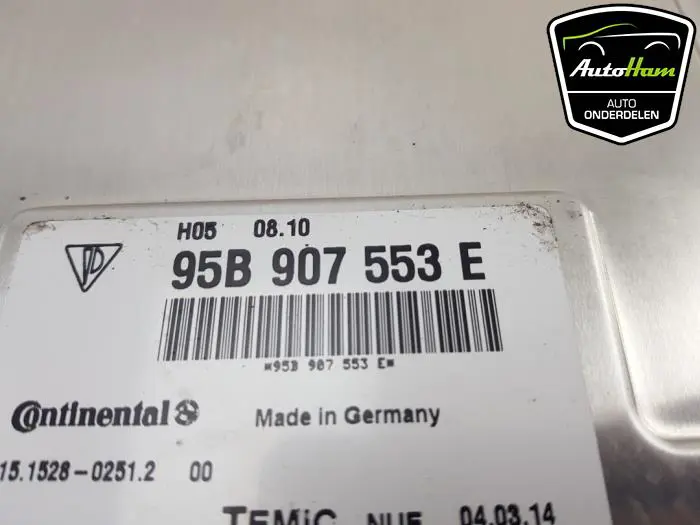 AutoHam
AUTO
ONDERDELEN
H05 08.10
95B 907 553 E
*95B 907 553 E*
Continental
Made in Germany
15.1528-0251.2 00
TEMIC NUE 04.03.14